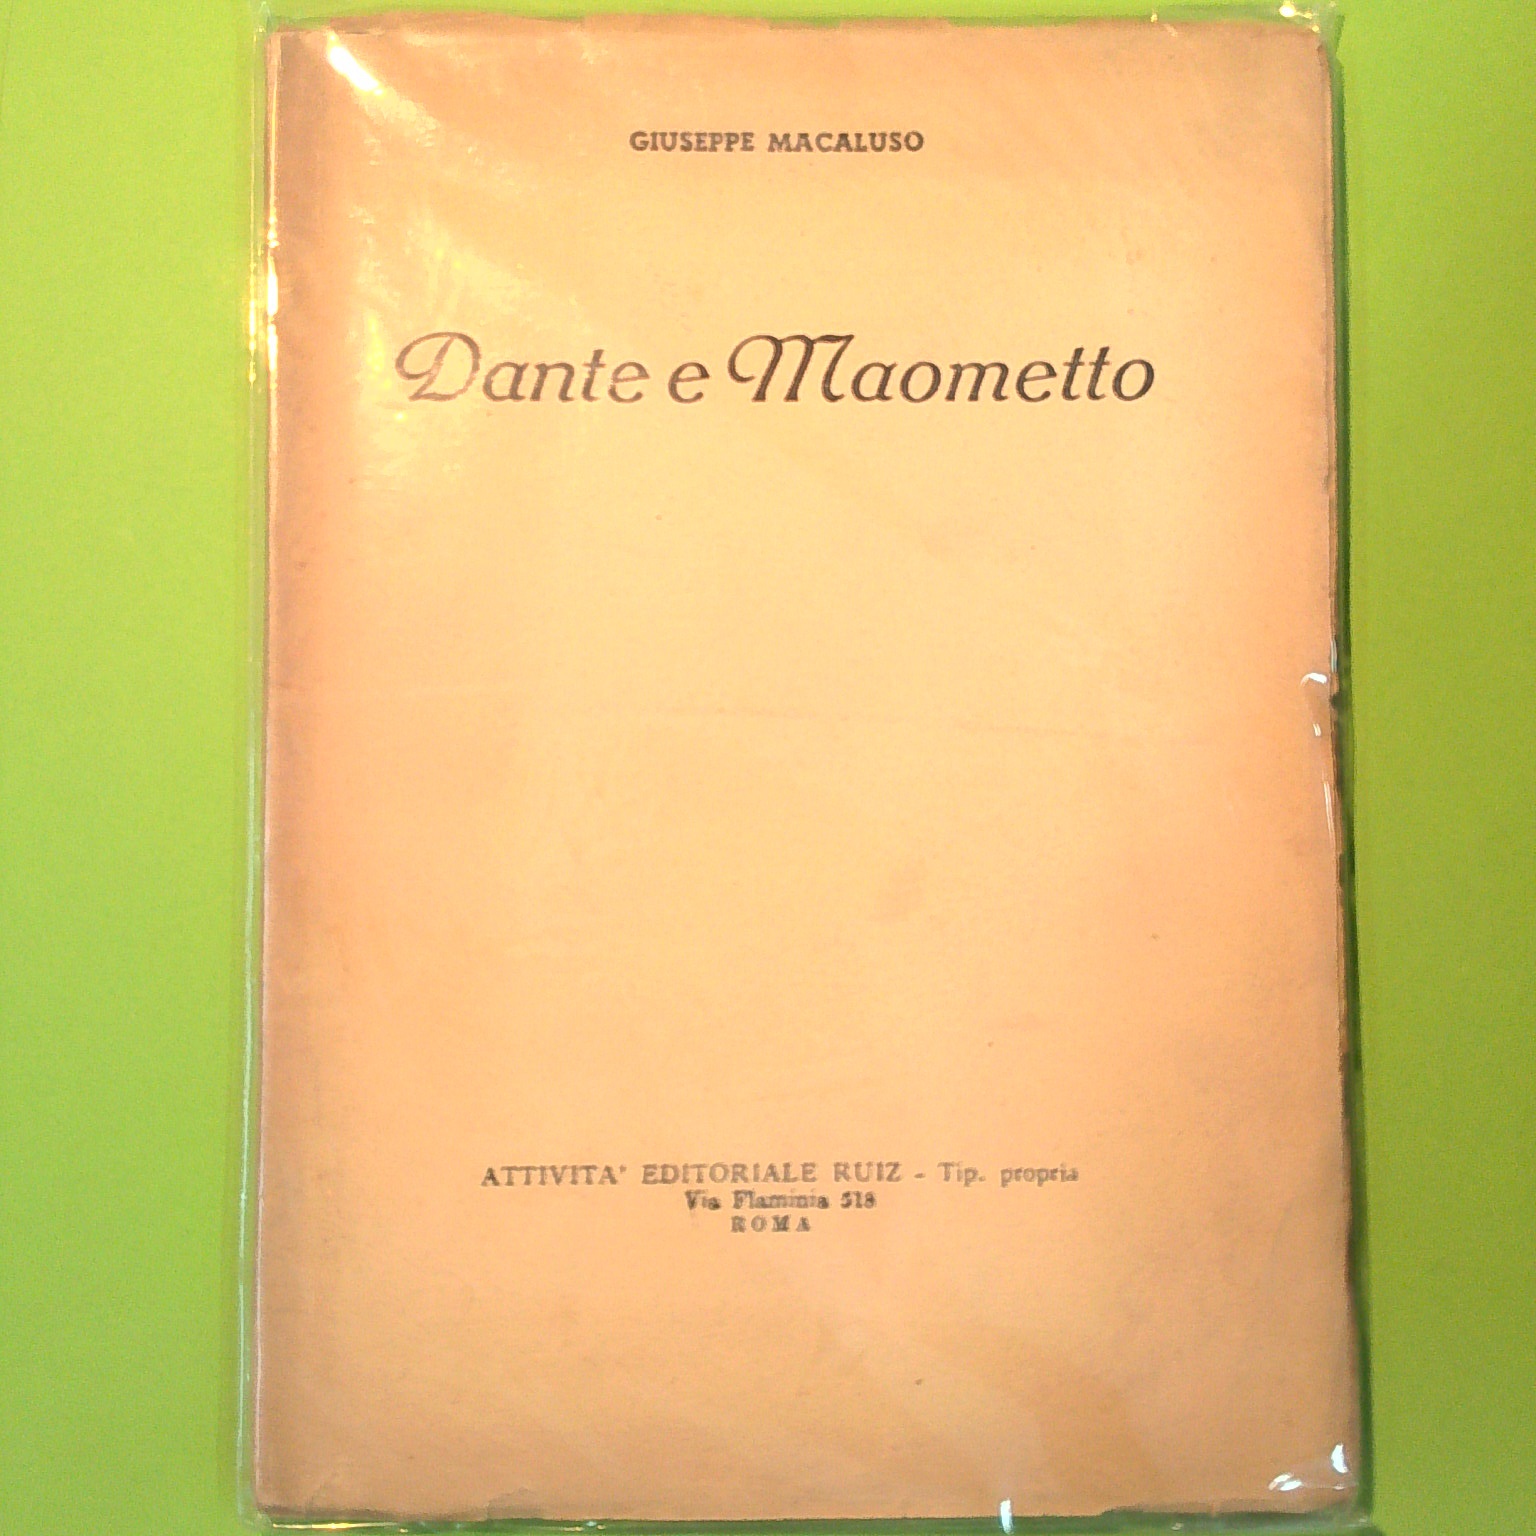 GIUSEPPE MACALUSO
Dante e Maometto
ATTIVITA' EDITORIALE RUIZ - Tip. propria
Via Flaminia 518
ROMA